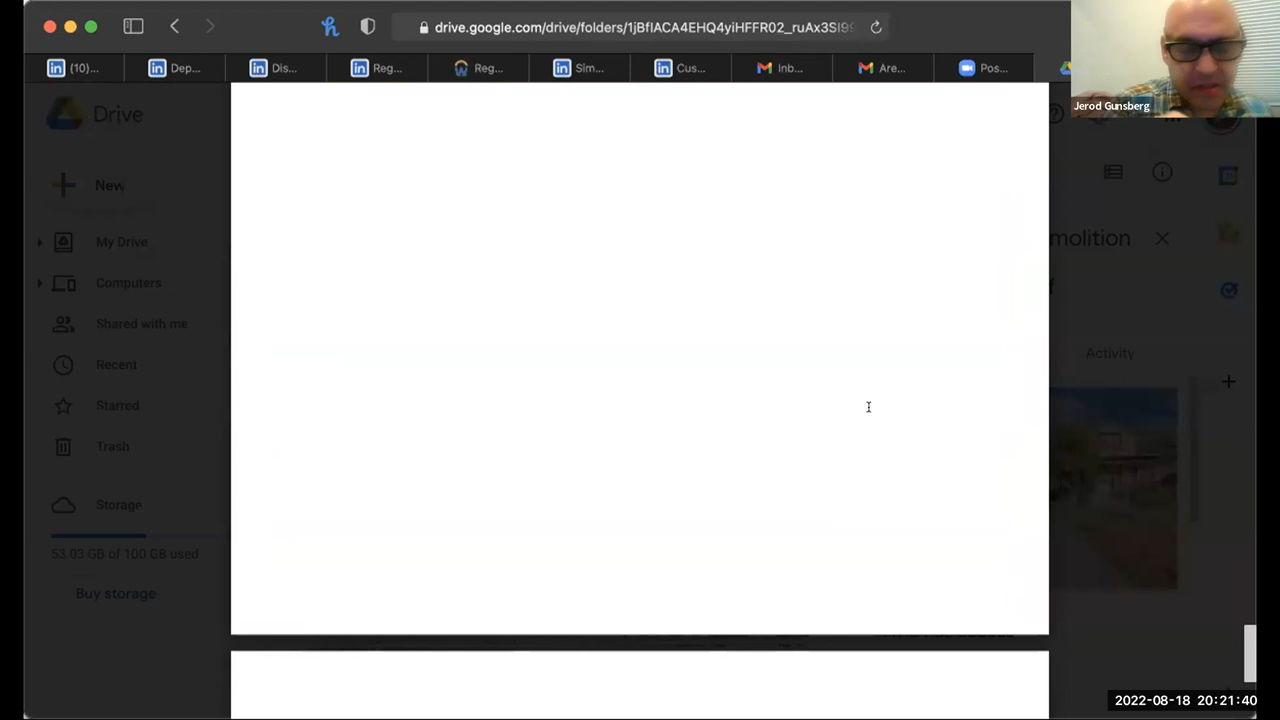 drive.google.com/drive/folders/1jBfIACA4EHQ4yiHFFR02_ruAx3SI9
(10)...
Dep...
Dis...
Reg...
Reg...
Sim...
Cus...
Inb...
Are...
Pos...
Jerod Gunsberg
Drive
New
My Drive
molition
Computers
Shared with me
Activity
Recent
Starred
Trash
Storage
53.03 GB of 100 GB used
Buy storage
2022-08-18 20:21:40